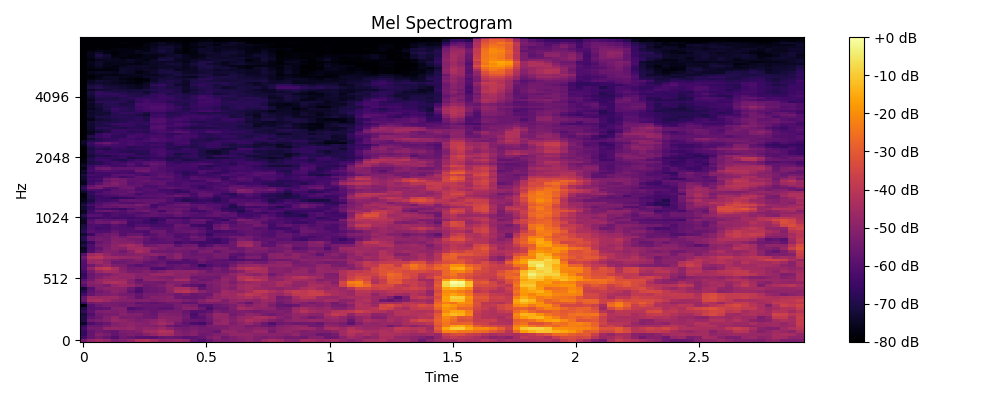 Mel Spectrogram
+0 dB
4096
-10 dB
-20 dB
2048
-30 dB
Hz
-40 dB
1024
-50 dB
512
-60 dB
-70 dB
0
-80 dB
0 0.5 1 1.5 2 2.5
Time